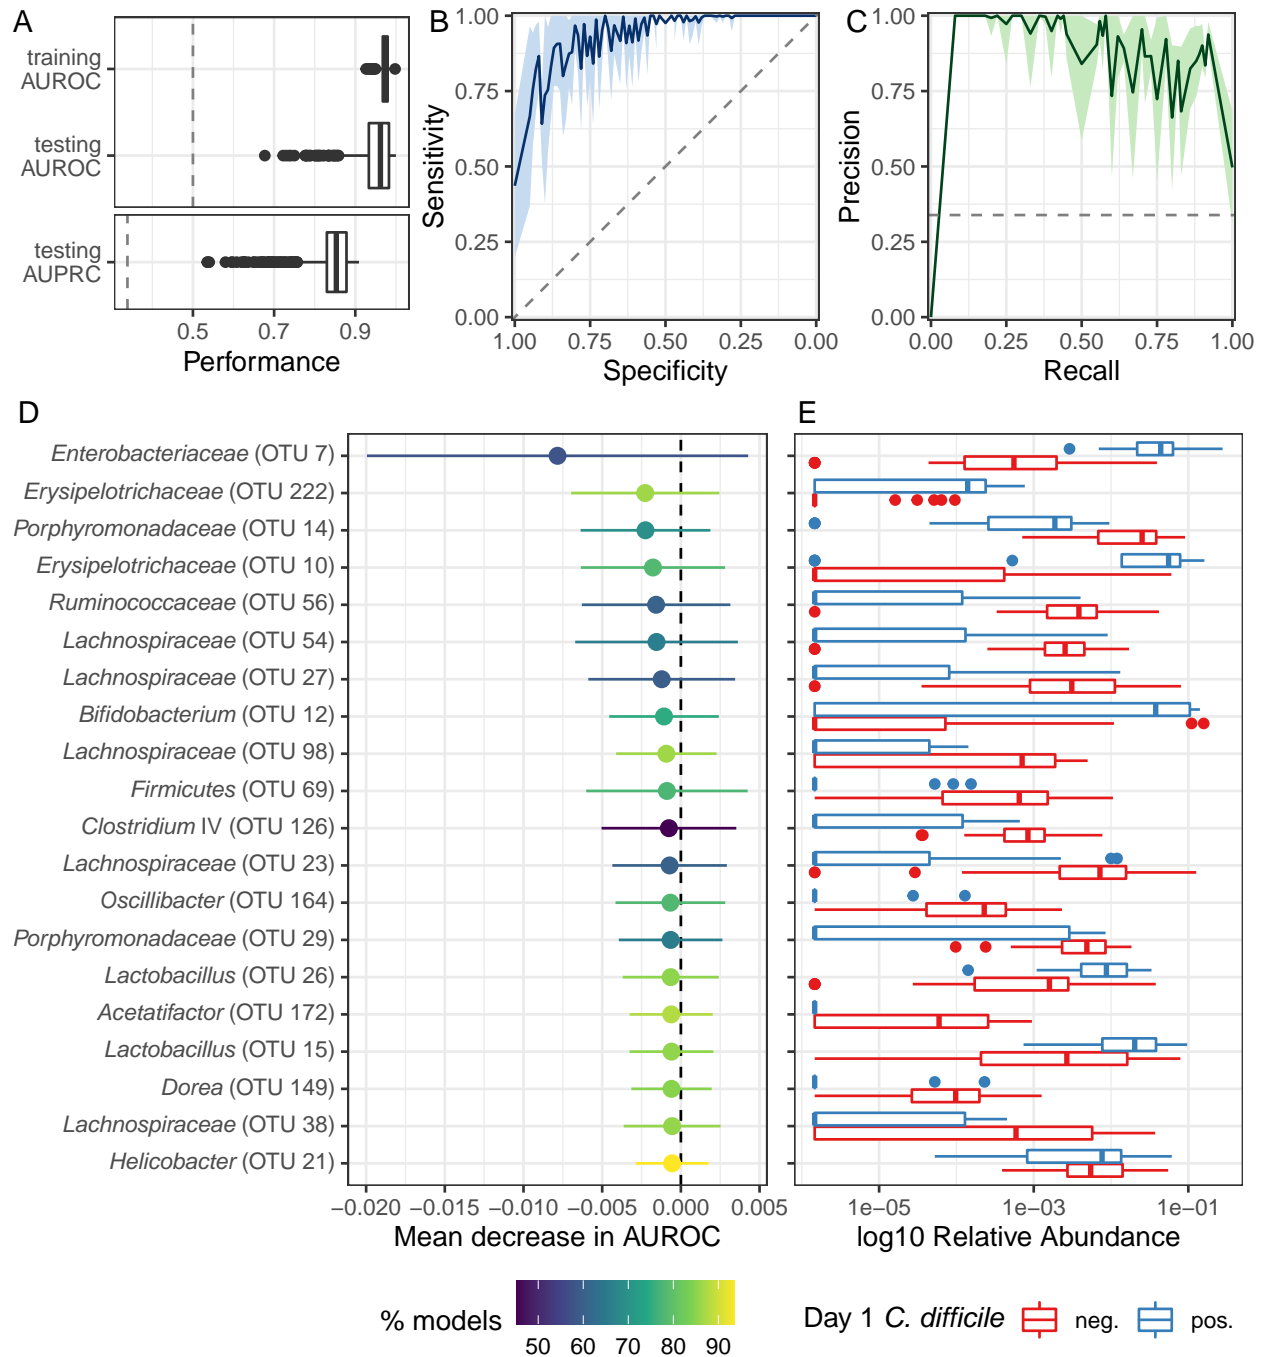 A
training
AUROC
testing
AUROC
testing
AUPRC
0.5 0.7 0.9
Performance
B
1.00
0.75
0.50
0.25
0.00
Sensitivity
1.00 0.75 0.50 0.25 0.00
Specificity
C
1.00
0.75
0.50
0.25
0.00
Precision
0.00 0.25 0.50 0.75 1.00
Recall
D
Enterobacteriaceae (OTU 7)
Erysipelotrichaceae (OTU 222)
Porphyromonadaceae (OTU 14)
Erysipelotrichaceae (OTU 10)
Ruminococcaceae (OTU 56)
Lachnospiraceae (OTU 54)
Lachnospiraceae (OTU 27)
Bifidobacterium (OTU 12)
Lachnospiraceae (OTU 98)
Firmicutes (OTU 69)
Clostridium IV (OTU 126)
Lachnospiraceae (OTU 23)
Oscillibacter (OTU 164)
Porphyromonadaceae (OTU 29)
Lactobacillus (OTU 26)
Acetatifactor (OTU 172)
Lactobacillus (OTU 15)
Dorea (OTU 149)
Lachnospiraceae (OTU 38)
Helicobacter (OTU 21)
−0.020 −0.015 −0.010 −0.005 0.000 0.005
Mean decrease in AUROC
E
1e−05 1e−03 1e−01
log10 Relative Abundance
% models
50 60 70 80 90
Day 1 C. difficile neg. pos.